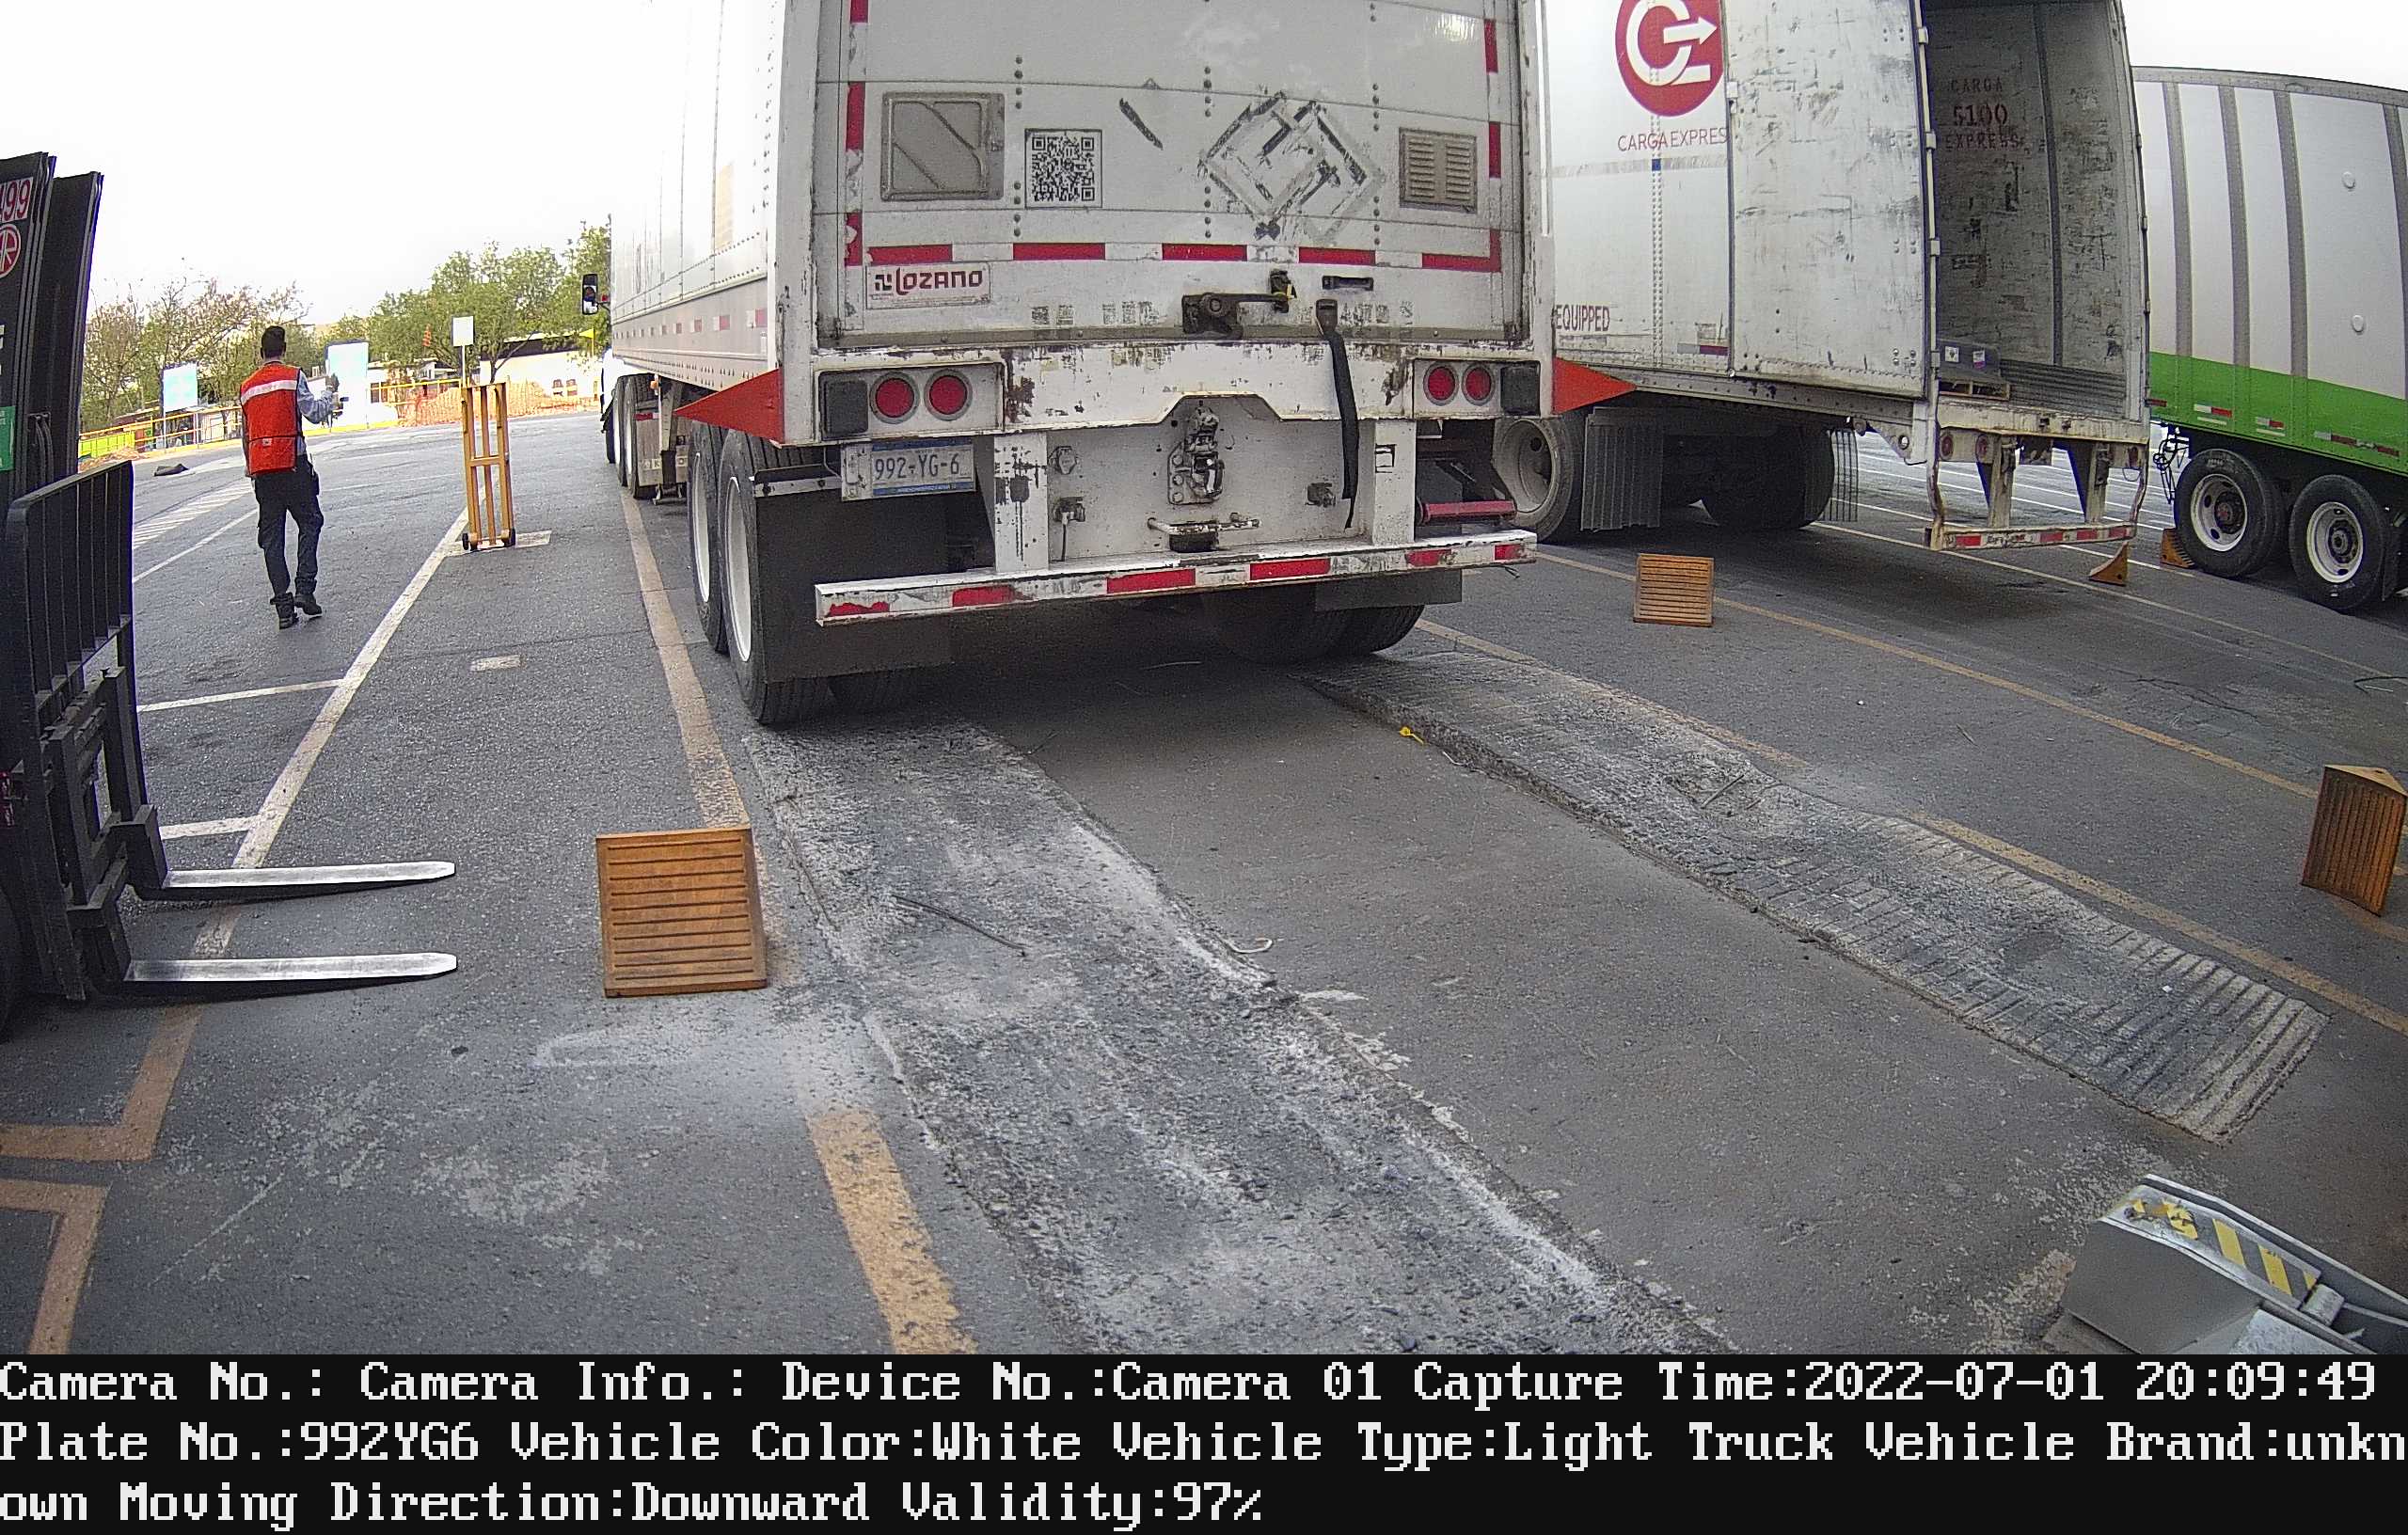 499
CARGA EXPRES
CARGA
5100
EXPRESS
LOZANO
EQUIPPED
992-YG-6
Camera No.: Camera Info.: Device No.:Camera 01 Capture Time:2022-07-01 20:09:49
Plate No.:992YG6 Vehicle Color:White Vehicle Type:Light Truck Vehicle Brand:unkn
own Moving Direction:Downward Validity:97%